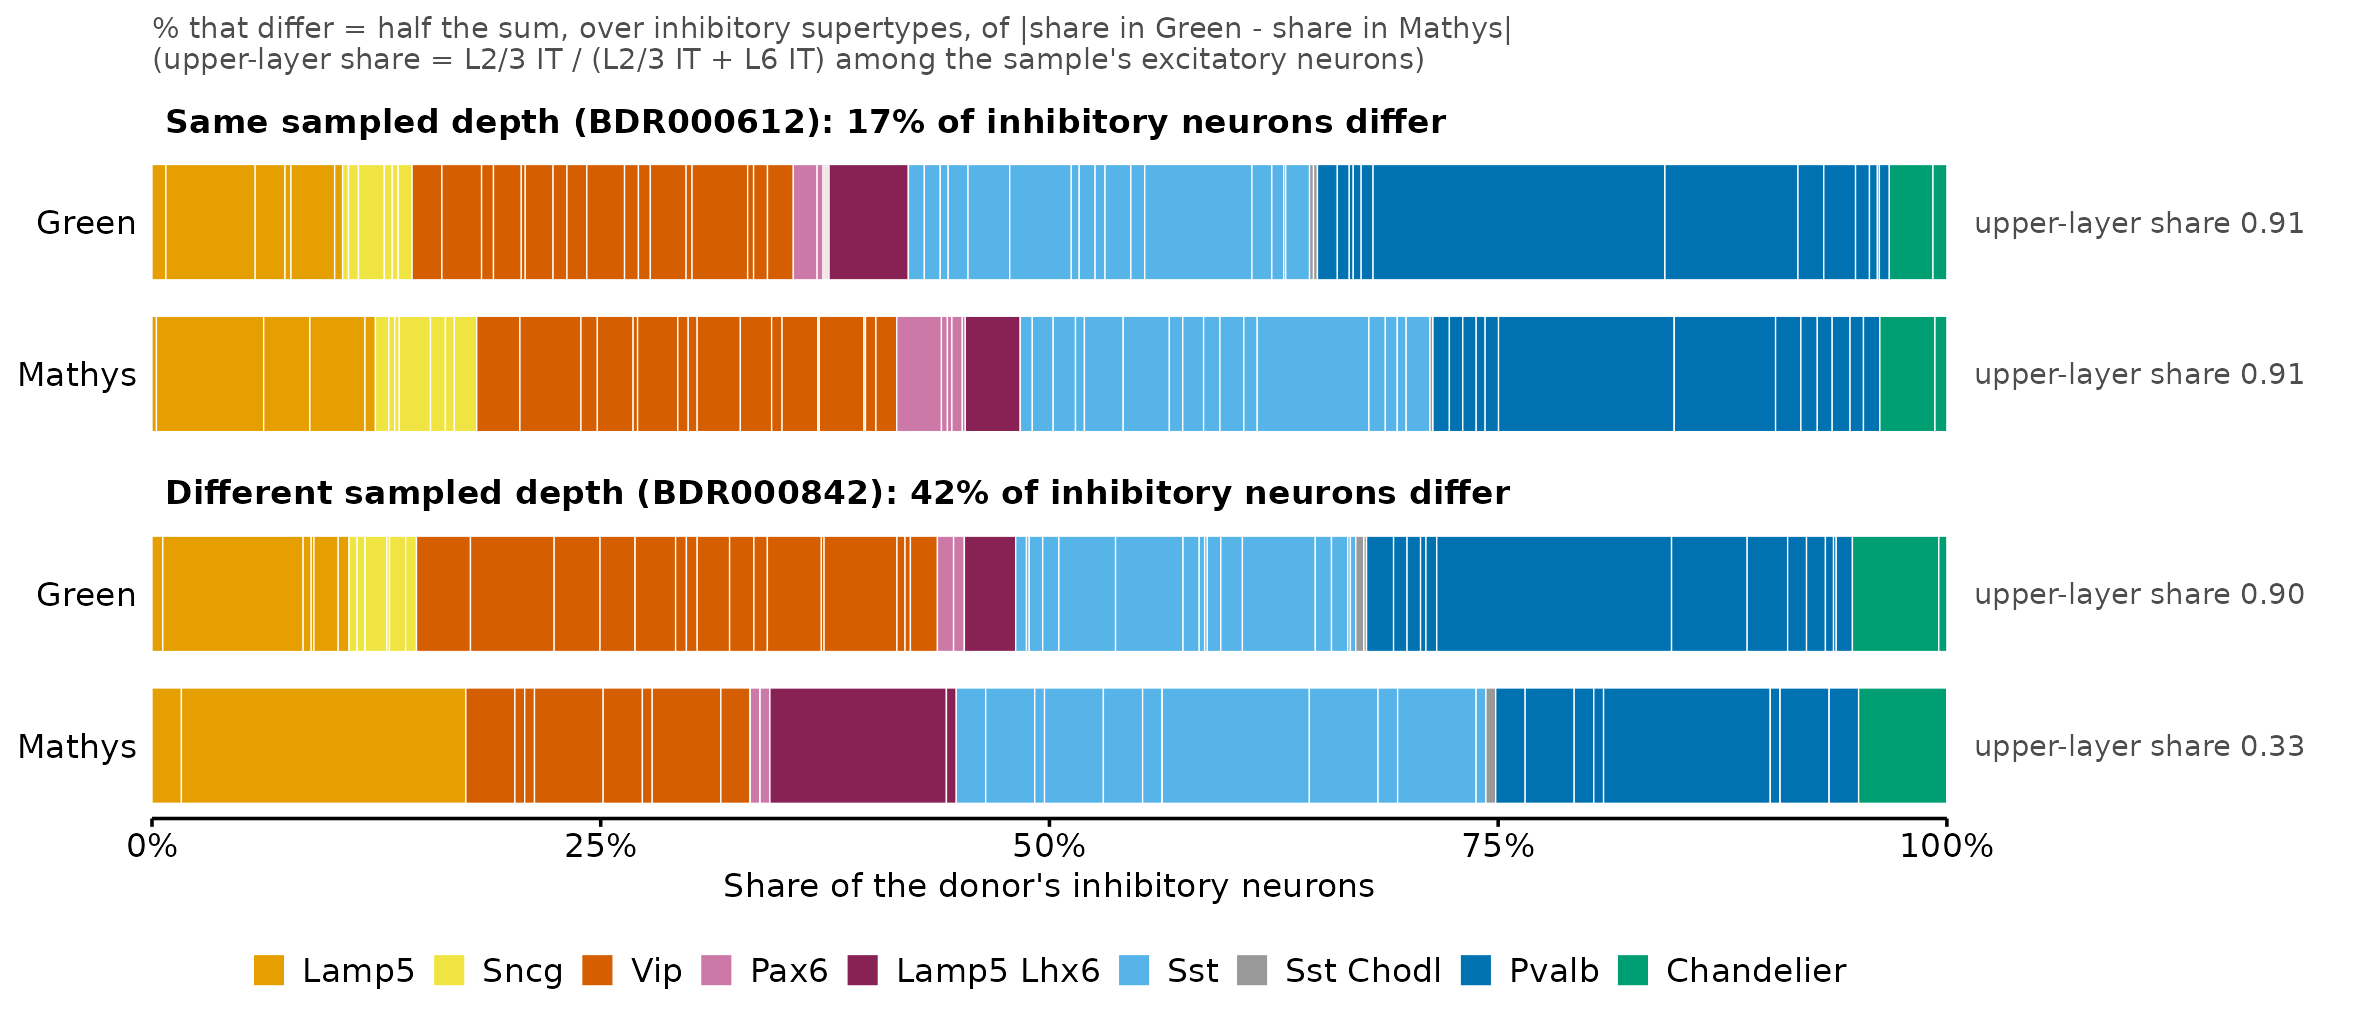 % that differ = half the sum, over inhibitory supertypes, of |share in Green - share in Mathys|
(upper-layer share = L2/3 IT / (L2/3 IT + L6 IT) among the sample's excitatory neurons)
Same sampled depth (BDR000612): 17% of inhibitory neurons differ
Green
upper-layer share 0.91
Mathys
upper-layer share 0.91
Different sampled depth (BDR000842): 42% of inhibitory neurons differ
Green
upper-layer share 0.90
Mathys
upper-layer share 0.33
0% 25% 50% 75% 100%
Share of the donor's inhibitory neurons
Lamp5 Sncg Vip Pax6 Lamp5 Lhx6 Sst Sst Chodl Pvalb Chandelier